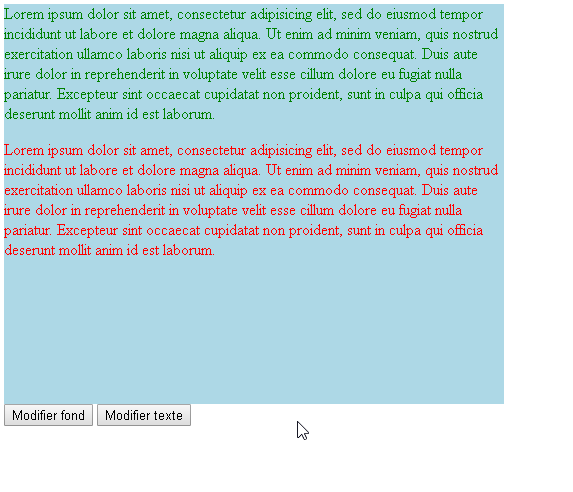 Lorem ipsum dolor sit amet, consectetur adipisicing elit, sed do eiusmod tempor
incididunt ut labore et dolore magna aliqua. Ut enim ad minim veniam, quis nostrud
exercitation ullamco laboris nisi ut aliquip ex ea commodo consequat. Duis aute
irure dolor in reprehenderit in voluptate velit esse cillum dolore eu fugiat nulla
pariatur. Excepteur sint occaecat cupidatat non proident, sunt in culpa qui officia
deserunt mollit anim id est laborum.
Lorem ipsum dolor sit amet, consectetur adipisicing elit, sed do eiusmod tempor
incididunt ut labore et dolore magna aliqua. Ut enim ad minim veniam, quis nostrud
exercitation ullamco laboris nisi ut aliquip ex ea commodo consequat. Duis aute
irure dolor in reprehenderit in voluptate velit esse cillum dolore eu fugiat nulla
pariatur. Excepteur sint occaecat cupidatat non proident, sunt in culpa qui officia
deserunt mollit anim id est laborum.
Modifier fond Modifier texte